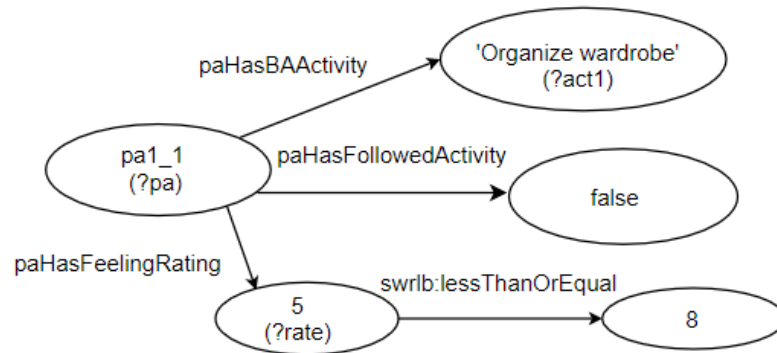 'Organize wardrobe'
(?act1)
paHasBAActivity
pa1_1
(?pa)
paHasFollowedActivity
false
paHasFeelingRating
5
(?rate)
swrlb:lessThanOrEqual
8